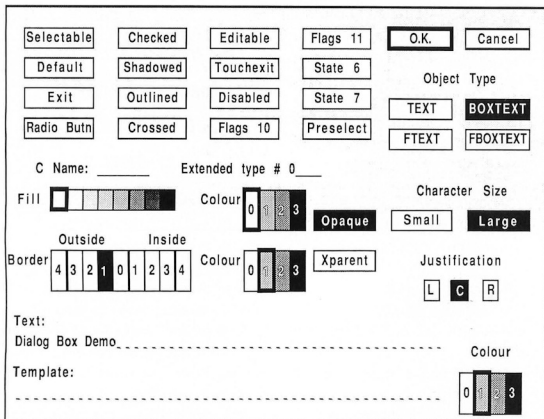 Selectable Checked Editable Flags 11 O.K. Cancel
Default Shadowed Touchexit State 6
Object Type
Exit Outlined Disabled State 7
TEXT BOXTEXT
Radio Butn Crossed Flags 10 Preselect
FTEXT FBOXTEXT
C Name: ________ Extended type # 0____
Character Size
Fill Colour 0 1 2 3
Opaque Small Large
Outside Inside
Border 4 3 2 1 0 1 2 3 4 Colour 0 1 2 3 Xparent Justification
L C R
Text:
Dialog Box Demo
Colour
Template:
0 1 2 3